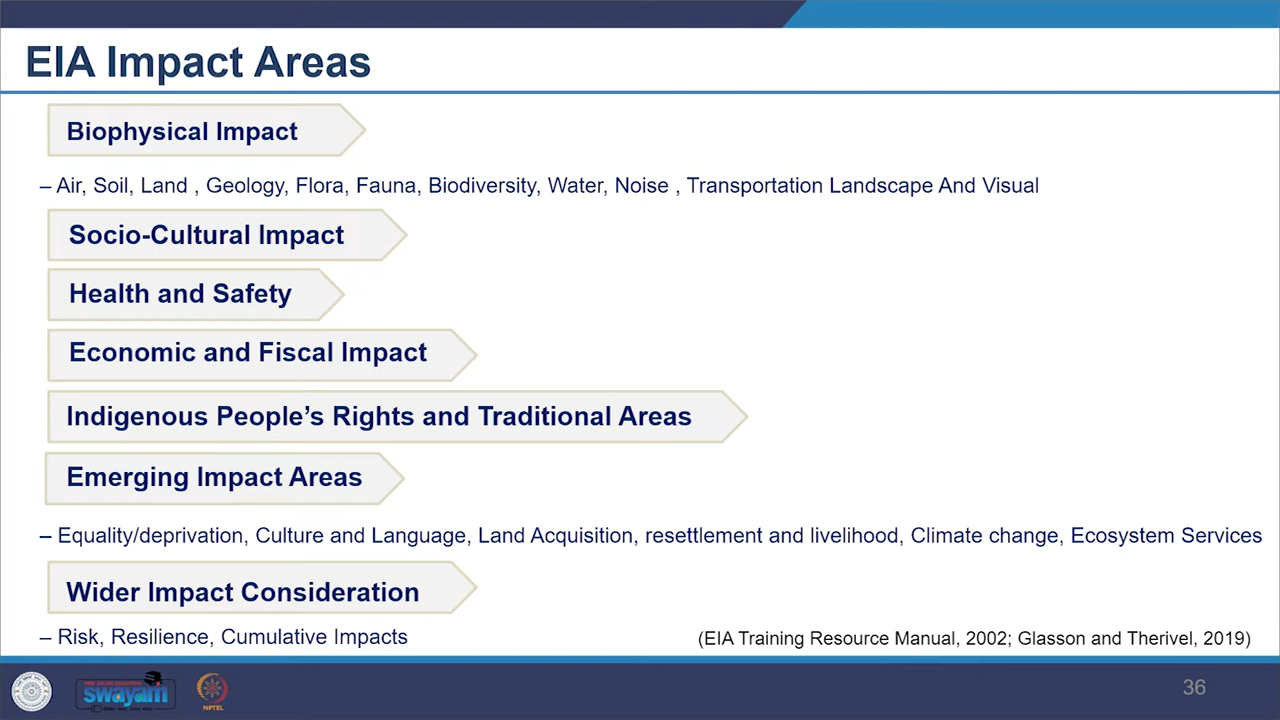 EIA Impact Areas
Biophysical Impact
– Air, Soil, Land , Geology, Flora, Fauna, Biodiversity, Water, Noise , Transportation Landscape And Visual
Socio-Cultural Impact
Health and Safety
Economic and Fiscal Impact
Indigenous People’s Rights and Traditional Areas
Emerging Impact Areas
– Equality/deprivation, Culture and Language, Land Acquisition, resettlement and livelihood, Climate change, Ecosystem Services
Wider Impact Consideration
– Risk, Resilience, Cumulative Impacts
(EIA Training Resource Manual, 2002; Glasson and Therivel, 2019)
swayam
NPTEL
36